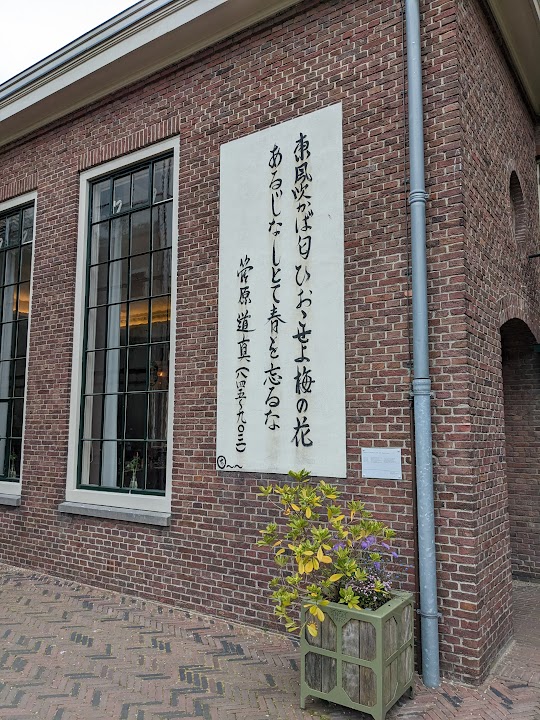 東風吹かば匂ひおこせよ梅の花
あるじなしとて春を忘るな
菅原道真(八四五〜九〇三)
©